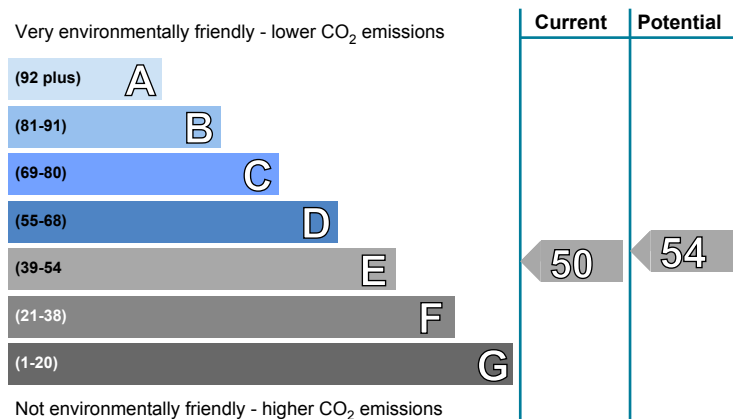 Very environmentally friendly - lower CO₂ emissions
Current
Potential
(92 plus) A
(81-91) B
(69-80) C
(55-68) D
(39-54 E
50
54
(21-38) F
(1-20) G
Not environmentally friendly - higher CO₂ emissions